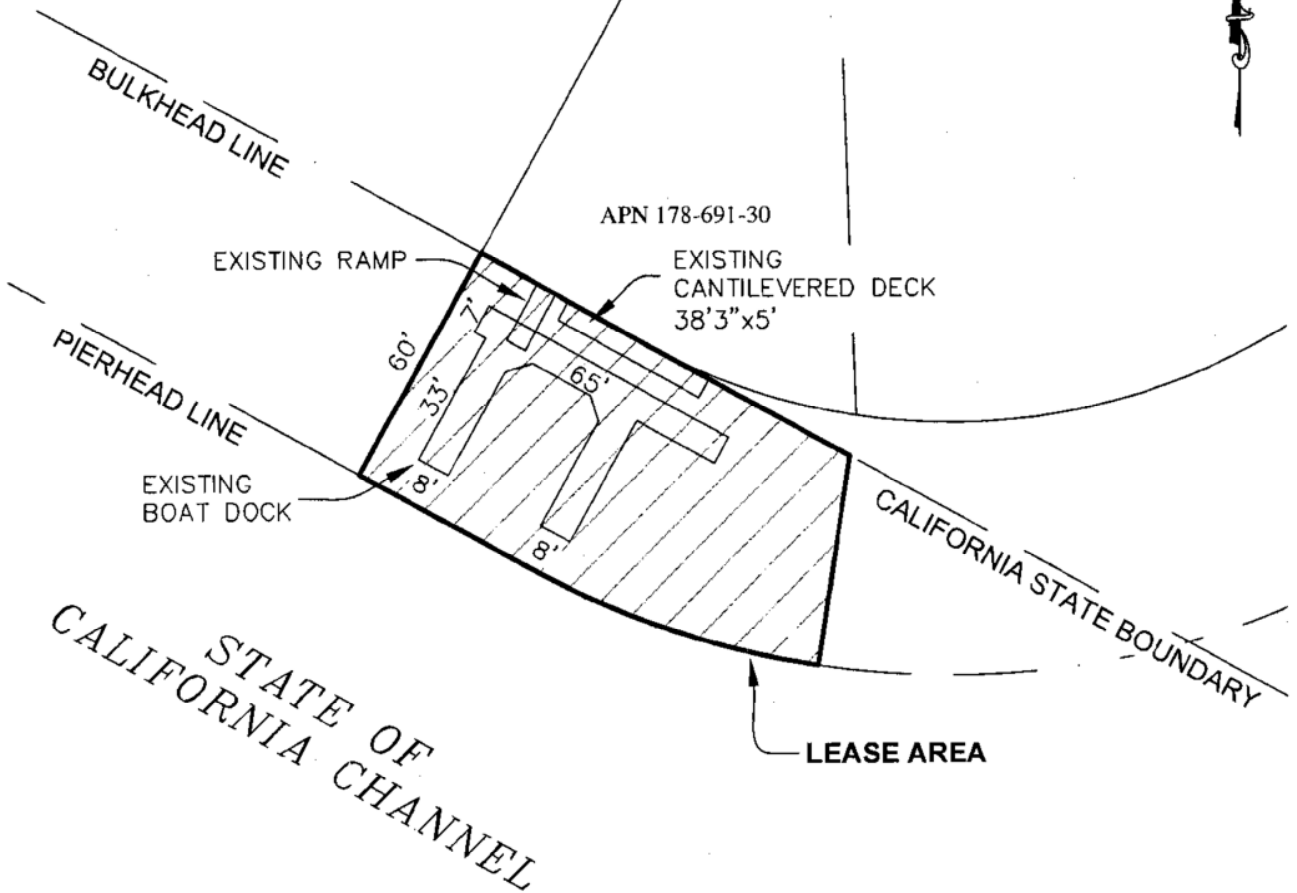 BULKHEAD LINE
APN 178-691-30
EXISTING RAMP
EXISTING
CANTILEVERED DECK
38'3"x5'
7'
60'
PIERHEAD LINE
65'
33'
8'
EXISTING
BOAT DOCK
8'
CALIFORNIA STATE BOUNDARY
STATE OF
CALIFORNIA CHANNEL
LEASE AREA